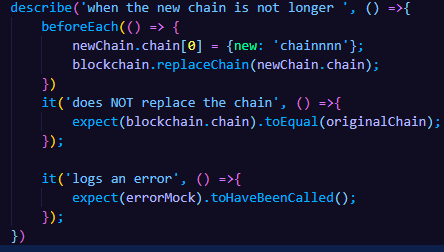 describe('when the new chain is not longer ', () =>{
    beforeEach(() => {
        newChain.chain[0] = {new: 'chainnnn'};
        blockchain.replaceChain(newChain.chain);
    })
    it('does NOT replace the chain', () =>{
        expect(blockchain.chain).toEqual(originalChain);
    });

    it('logs an error', () =>{
        expect(errorMock).toHaveBeenCalled();
    });
})